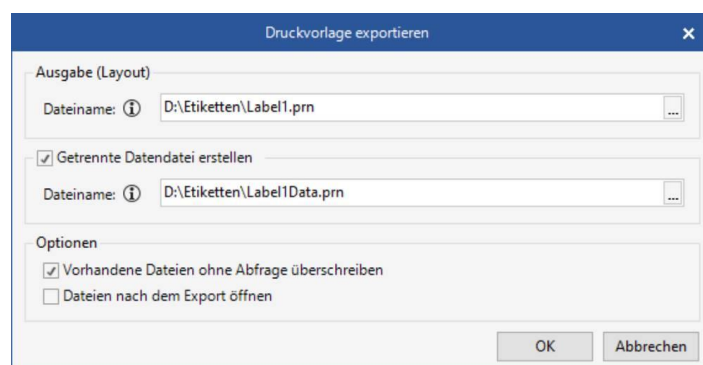 Druckvorlage exportieren
Ausgabe (Layout)
Dateiname: D:\Etiketten\Label1.prn ...
Getrennte Datendatei erstellen
Dateiname: D:\Etiketten\Label1Data.prn ...
Optionen
Vorhandene Dateien ohne Abfrage überschreiben
Dateien nach dem Export öffnen
OK Abbrechen